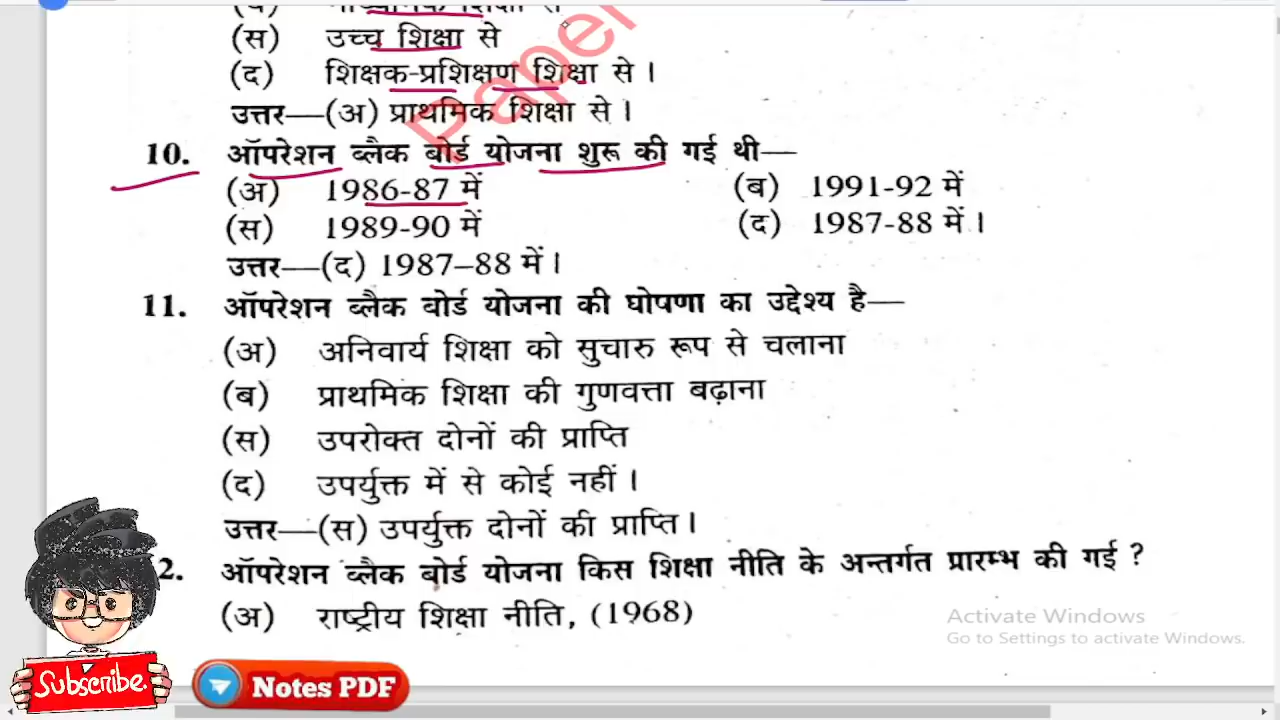 (स) उच्च शिक्षा से
(द) शिक्षक-प्रशिक्षण शिक्षा से ।
उत्तर—(अ) प्राथमिक शिक्षा से ।
10. ऑपरेशन ब्लैक बोर्ड योजना शुरू की गई थी—
(अ) 1986-87 में (ब) 1991-92 में
(स) 1989-90 में (द) 1987-88 में ।
उत्तर—(द) 1987–88 में ।
11. ऑपरेशन ब्लैक बोर्ड योजना की घोषणा का उद्देश्य है—
(अ) अनिवार्य शिक्षा को सुचारु रूप से चलाना
(ब) प्राथमिक शिक्षा की गुणवत्ता बढ़ाना
(स) उपरोक्त दोनों की प्राप्ति
(द) उपर्युक्त में से कोई नहीं ।
उत्तर—(स) उपर्युक्त दोनों की प्राप्ति ।
2. ऑपरेशन ब्लैक बोर्ड योजना किस शिक्षा नीति के अन्तर्गत प्रारम्भ की गई ?
(अ) राष्ट्रीय शिक्षा नीति, (1968)
Paper
Activate Windows
Go to Settings to activate Windows.
Subscribe.
Notes PDF